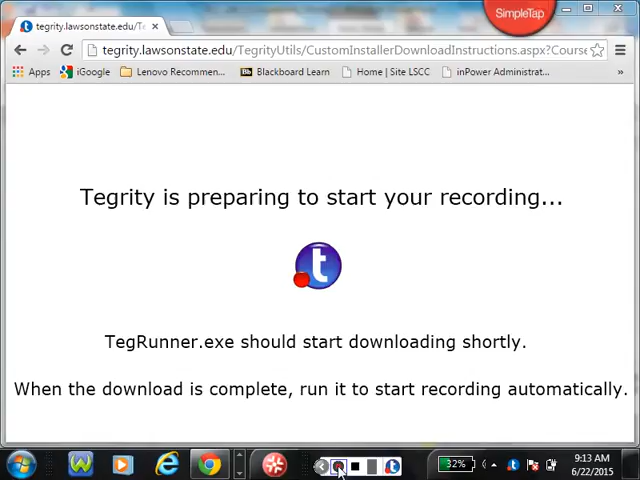 SimpleTap
tegrity.lawsonstate.edu/Te
tegrity.lawsonstate.edu/TegrityUtils/CustomInstallerDownloadInstructions.aspx?Course
Apps iGoogle Lenovo Recommen... Bb Blackboard Learn Home | Site LSCC inPower Administrat...
Tegrity is preparing to start your recording...
t
TegRunner.exe should start downloading shortly.
When the download is complete, run it to start recording automatically.
32%
9:13 AM
6/22/2015